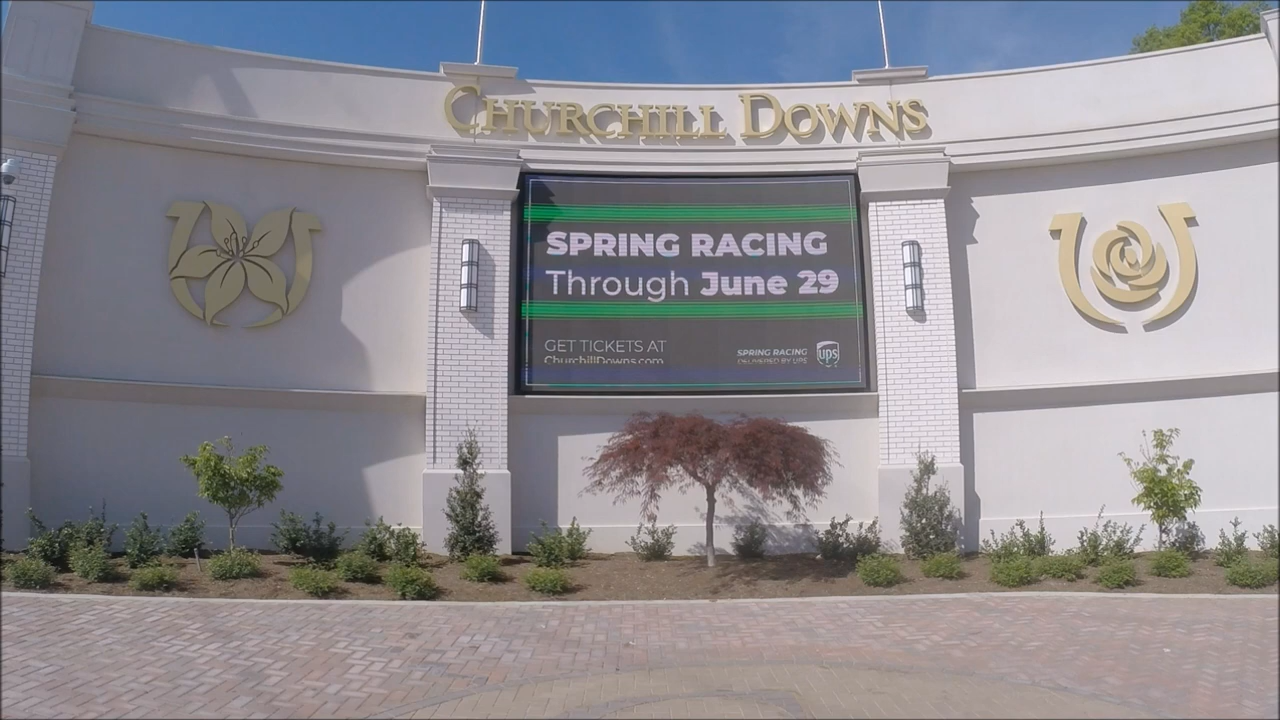 CHURCHILL DOWNS
SPRING RACING
Through June 29
GET TICKETS AT
ChurchillDowns.com
SPRING RACING
DELIVERED BY UPS
ups